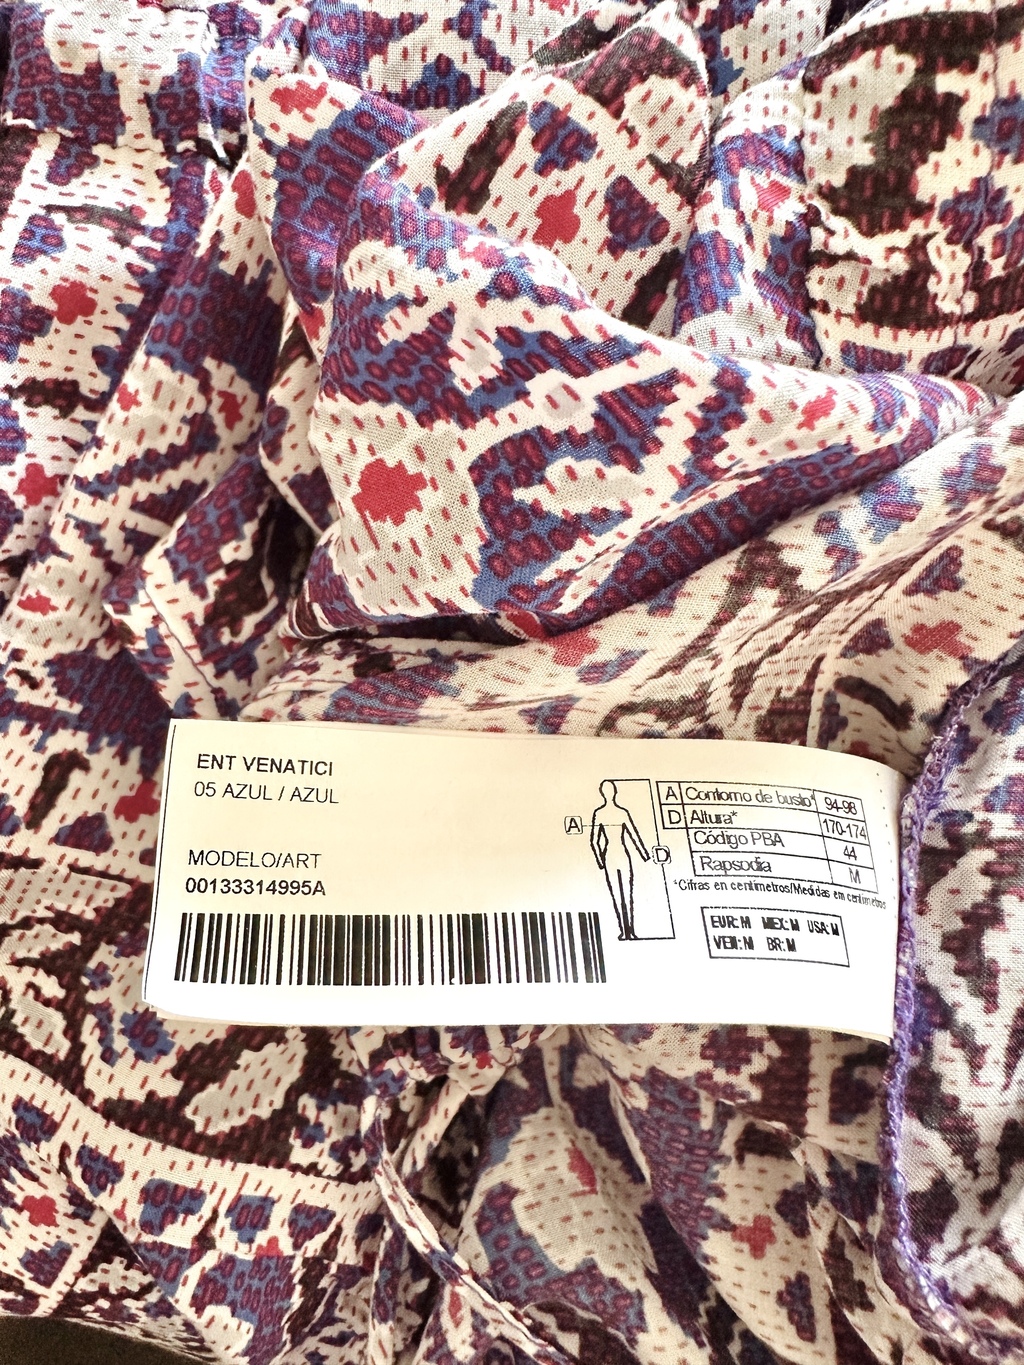 ENT VENATICI
05 AZUL / AZUL
MODELO/ART
00133314995A
A
D
A Contorno de busto* 94-98
D Altura* 170-174
Código PBA 44
Rapsodia M
*Cifras en centímetros/Medidas em centímetros
EUR:M MEX:M USA:M
VEN:M BR:M